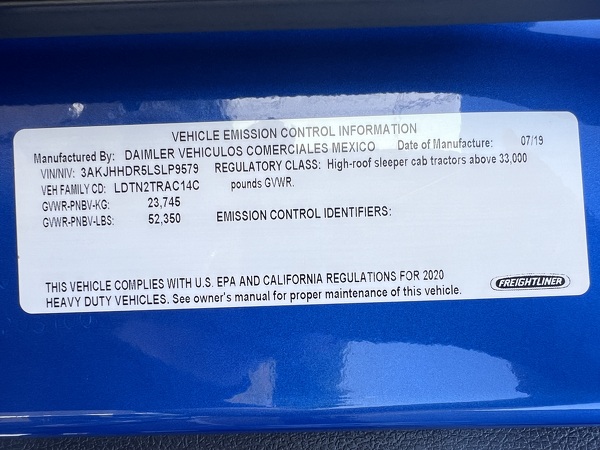 VEHICLE EMISSION CONTROL INFORMATION
Manufactured By: DAIMLER VEHICULOS COMERCIALES MEXICO Date of Manufacture: 07/19
VIN/NIV: 3AKJHHDR5LSLP9579 REGULATORY CLASS: High-roof sleeper cab tractors above 33,000
VEH FAMILY CD: LDTN2TRAC14C pounds GVWR.
GVWR-PNBV-KG: 23,745
GVWR-PNBV-LBS: 52,350 EMISSION CONTROL IDENTIFIERS:
THIS VEHICLE COMPLIES WITH U.S. EPA AND CALIFORNIA REGULATIONS FOR 2020
HEAVY DUTY VEHICLES. See owner's manual for proper maintenance of this vehicle.
FREIGHTLINER